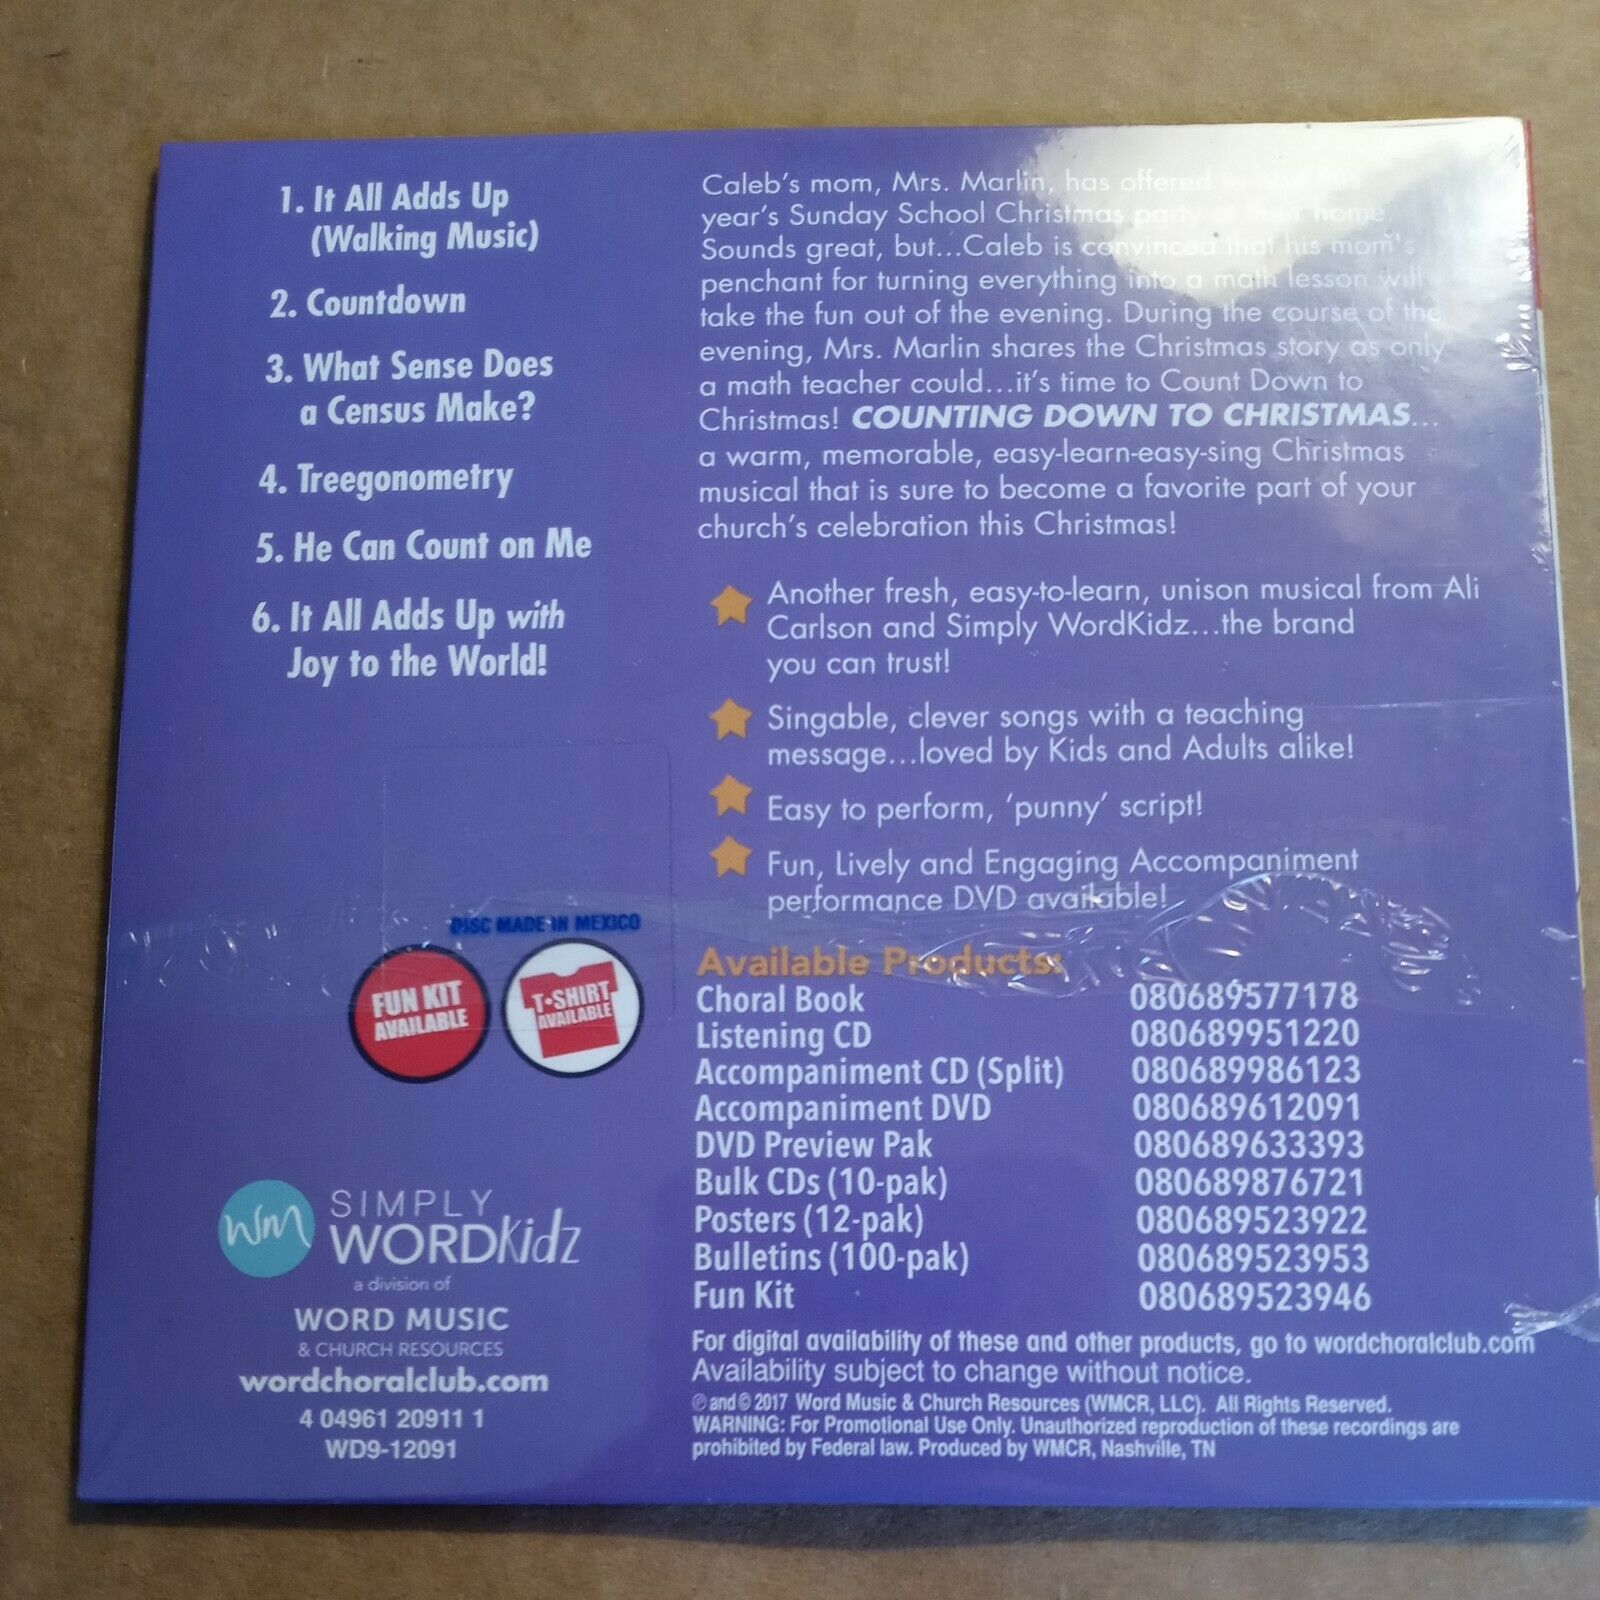 1. It All Adds Up
(Walking Music)
2. Countdown
3. What Sense Does
a Census Make?
4. Treegonometry
5. He Can Count on Me
6. It All Adds Up with
Joy to the World!
Caleb's mom, Mrs. Marlin, has offered to
year's Sunday School Christmas party home.
Sounds great, but...Caleb is convinced that his mom's
penchant for turning everything into a math lesson will
take the fun out of the evening. During the course of the
evening, Mrs. Marlin shares the Christmas story as only
a math teacher could...it's time to Count Down to
Christmas! COUNTING DOWN TO CHRISTMAS...
a warm, memorable, easy-learn-easy-sing Christmas
musical that is sure to become a favorite part of your
church's celebration this Christmas!
Another fresh, easy-to-learn, unison musical from Ali
Carlson and Simply WordKidz...the brand
you can trust!
Singable, clever songs with a teaching
message...loved by Kids and Adults alike!
Easy to perform, 'punny' script!
Fun, Lively and Engaging Accompaniment
performance DVD available!
DISC MADE IN MEXICO
FUN KIT
AVAILABLE
T•SHIRT
AVAILABLE
Available Products:
Choral Book 080689577178
Listening CD 080689951220
Accompaniment CD (Split) 080689986123
Accompaniment DVD 080689612091
DVD Preview Pak 080689633393
Bulk CDs (10-pak) 080689876721
Posters (12-pak) 080689523922
Bulletins (100-pak) 080689523953
Fun Kit 080689523946
For digital availability of these and other products, go to wordchoralclub.com
Availability subject to change without notice.
℗ and © 2017 Word Music & Church Resources (WMCR, LLC). All Rights Reserved.
WARNING: For Promotional Use Only. Unauthorized reproduction of these recordings are
prohibited by Federal law. Produced by WMCR, Nashville, TN
wm
SIMPLY
WORDKidz
a division of
WORD MUSIC
& CHURCH RESOURCES
wordchoralclub.com
4 04961 20911 1
WD9-12091